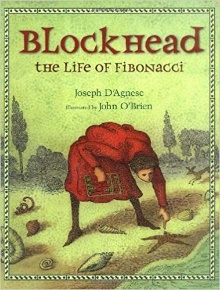 BLOCKHEAD
THE LIFE OF FIBONACCI
Joseph D'Agnese
Illustrated by John O'Brien